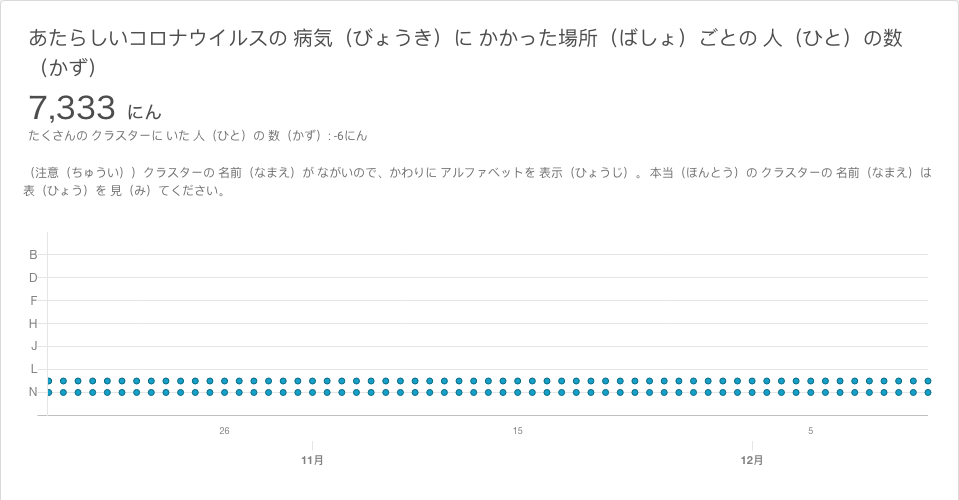 あたらしいコロナウイルスの 病気（びょうき）に かかった場所（ばしょ）ごとの 人（ひと）の数
（かず）
7,333 にん
たくさんの クラスターに いた 人（ひと）の 数（かず）: -6にん
（注意（ちゅうい））クラスターの 名前（なまえ）が ながいので、かわりに アルファベットを 表示（ひょうじ）。本当（ほんとう）の クラスターの 名前（なまえ）は
表（ひょう）を 見（み）てください。
B
D
F
H
J
L
N
26 15 5
11月 12月